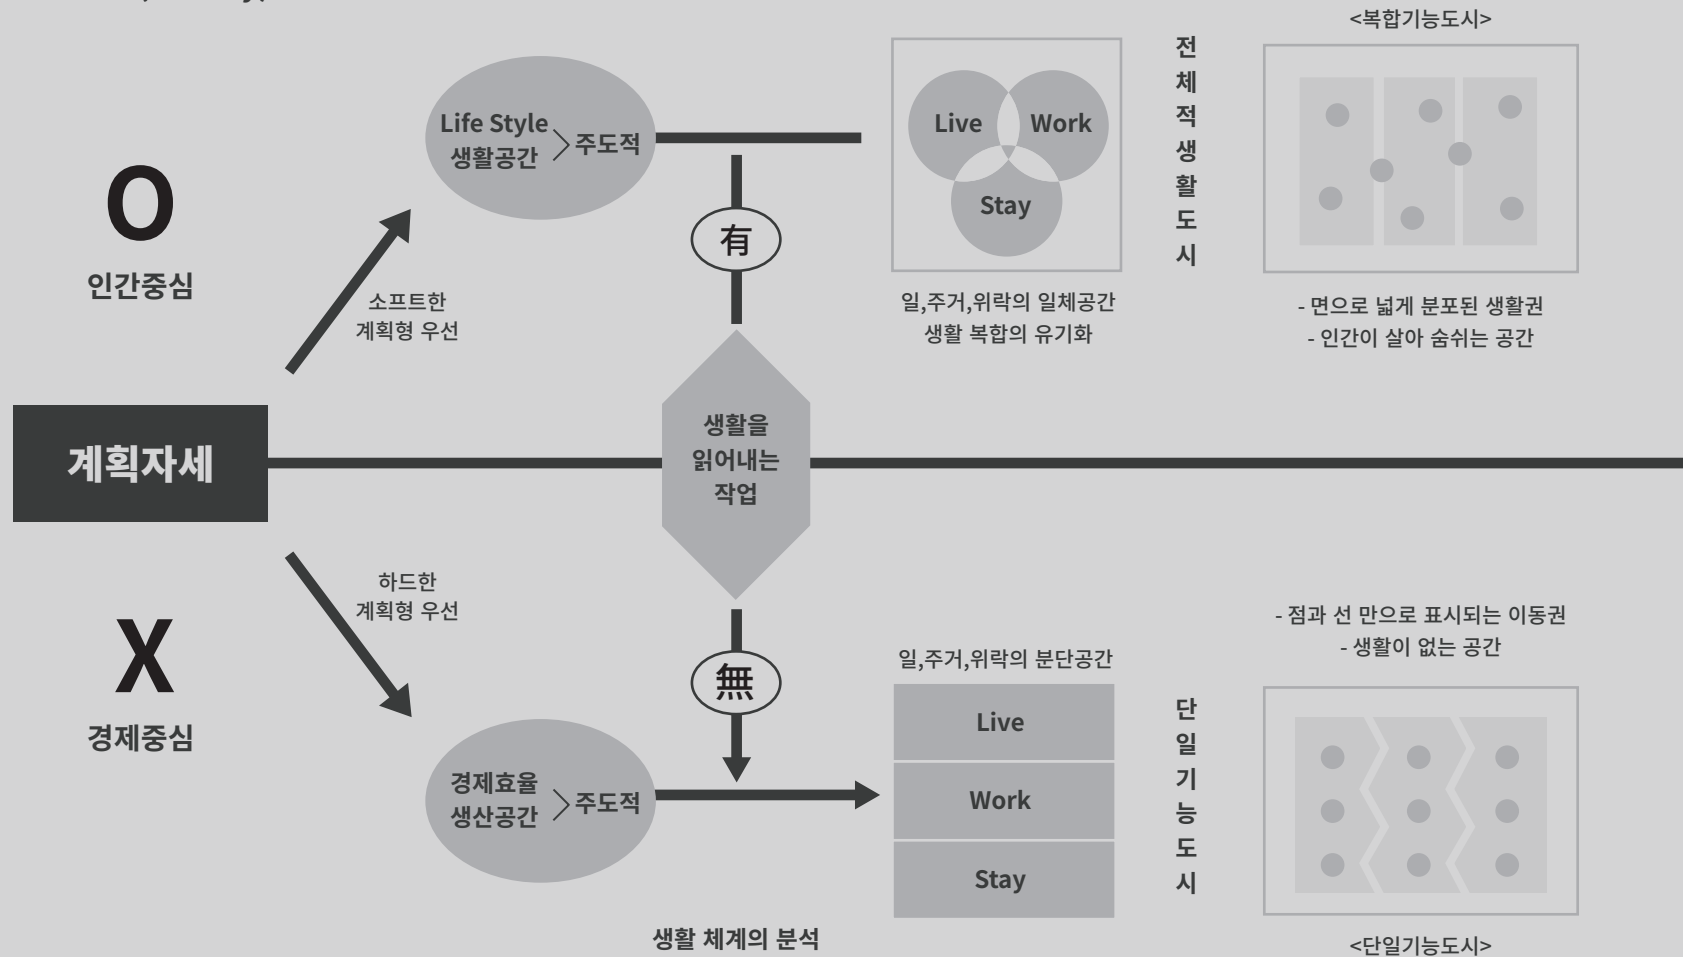 <복합기능도시>
O
인간중심
소프트한
계획형 우선
Life Style
생활공간
주도적
有
Live
Work
Stay
일,주거,위락의 일체공간
생활 복합의 유기화
전체적생활도시
- 면으로 넓게 분포된 생활권
- 인간이 살아 숨쉬는 공간
계획자세
생활을
읽어내는
작업
X
경제중심
하드한
계획형 우선
경제효율
생산공간
주도적
無
일,주거,위락의 분단공간
Live
Work
Stay
단일기능도시
- 점과 선 만으로 표시되는 이동권
- 생활이 없는 공간
<단일기능도시>
생활 체계의 분석